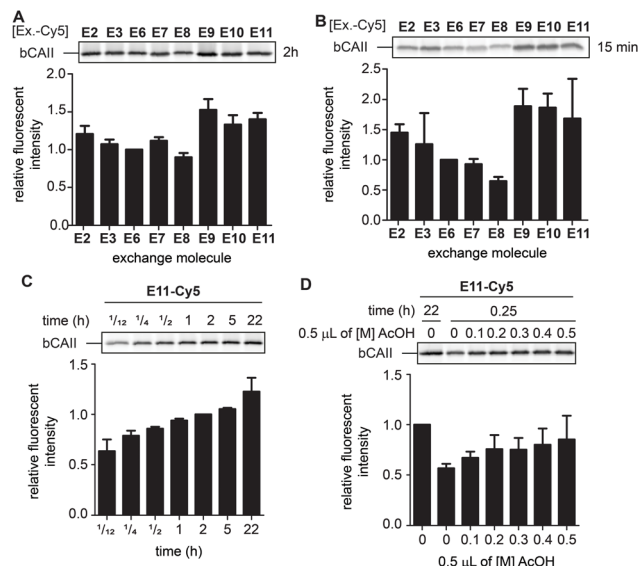 A
[Ex.-Cy5] E2 E3 E6 E7 E8 E9 E10 E11
bCAII 2h
relative fluorescent intensity
2.0
1.5
1.0
0.5
0.0
E2 E3 E6 E7 E8 E9 E10 E11
exchange molecule
B
[Ex.-Cy5] E2 E3 E6 E7 E8 E9 E10 E11
bCAII 15 min
relative fluorescent intensity
2.5
2.0
1.5
1.0
0.5
0.0
E2 E3 E6 E7 E8 E9 E10 E11
exchange molecule
C
E11-Cy5
time (h) 1/12 1/4 1/2 1 2 5 22
bCAII
relative fluorescent intensity
1.5
1.0
0.5
0.0
1/12 1/4 1/2 1 2 5 22
time (h)
D
E11-Cy5
time (h) 22 0.25
0.5 µL of [M] AcOH 0 0 0.1 0.2 0.3 0.4 0.5
bCAII
relative fluorescent intensity
1.5
1.0
0.5
0.0
0 0 0.1 0.2 0.3 0.4 0.5
0.5 µL of [M] AcOH